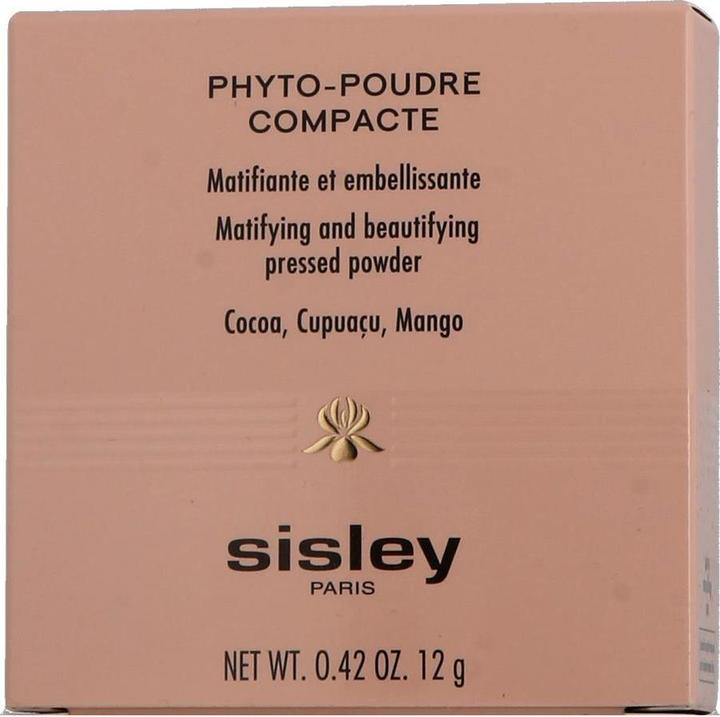 PHYTO-POUDRE
COMPACTE
Matifiante et embellissante
Matifying and beautifying
pressed powder
Cocoa, Cupuaçu, Mango
sisley
PARIS
NET WT. 0.42 OZ. 12 g